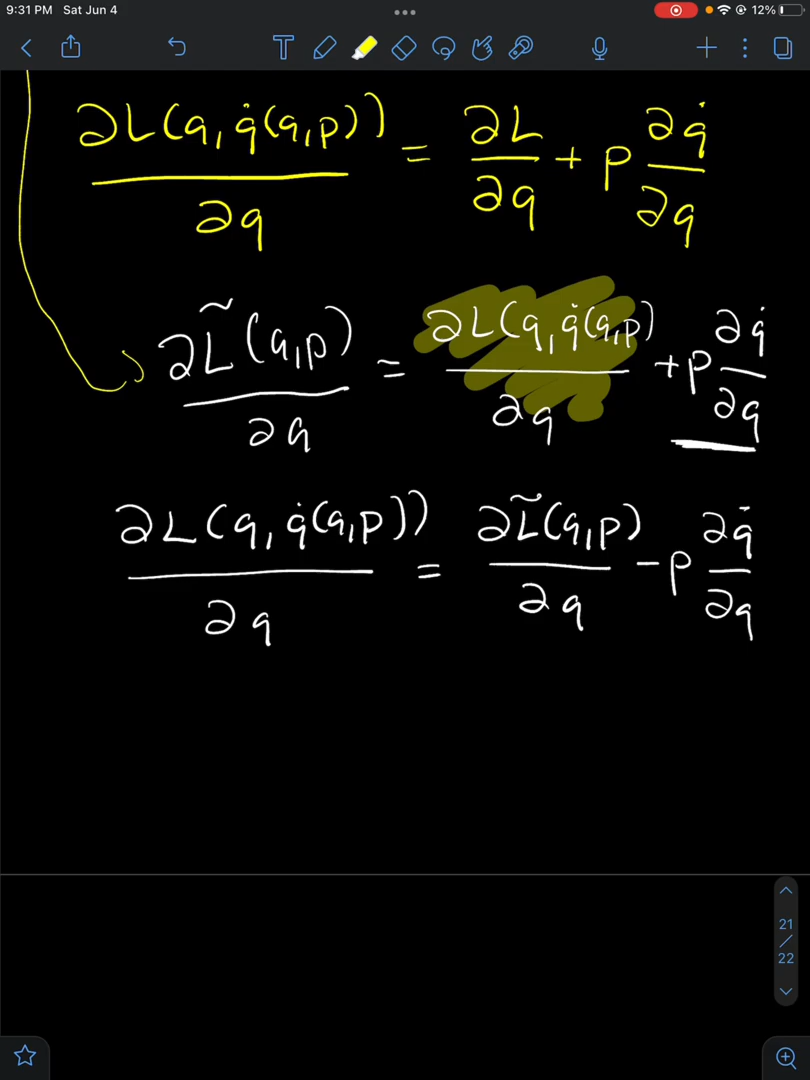 9:31 PM Sat Jun 4 12%
T
∂L(q, q̇(q,p)) / ∂q = ∂L/∂q + p ∂q̇/∂q
∂L̃(q,p) / ∂q = ∂L(q, q̇(q,p) / ∂q + p ∂q̇/∂q
∂L(q, q̇(q,p)) / ∂q = ∂L̃(q,p) / ∂q - p ∂q̇/∂q
21
/
22